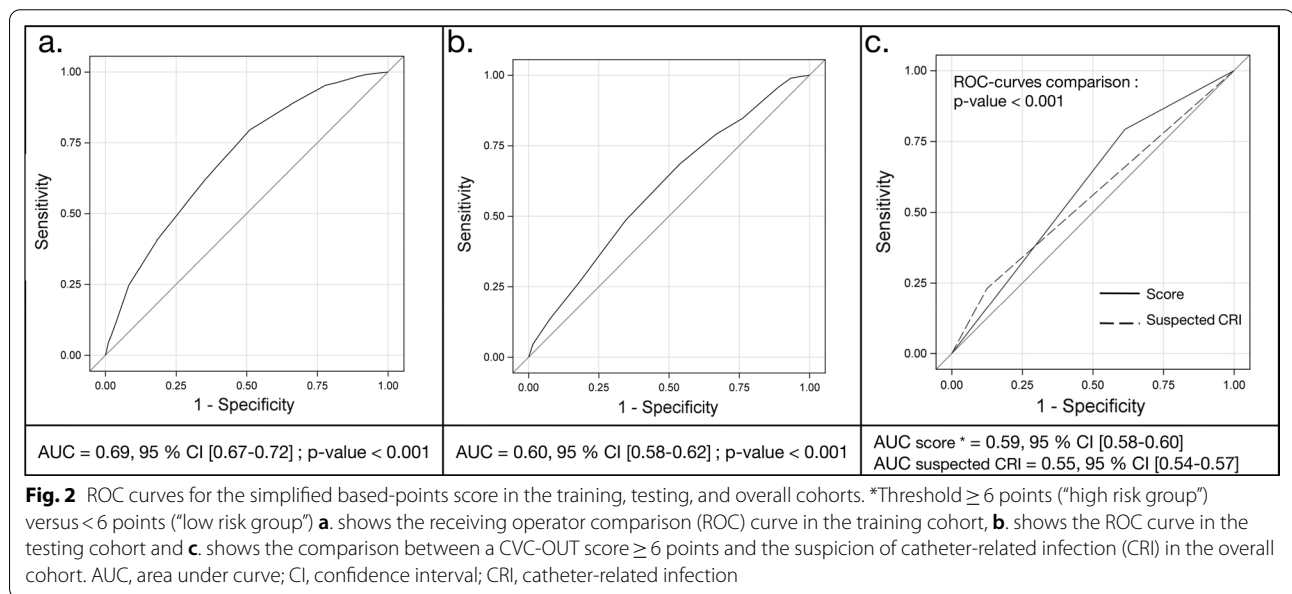 a.
1.00
0.75
0.50
0.25
0.00
Sensitivity
0.00 0.25 0.50 0.75 1.00
1 - Specificity
AUC = 0.69, 95 % CI [0.67-0.72] ; p-value < 0.001
b.
1.00
0.75
0.50
0.25
0.00
Sensitivity
0.00 0.25 0.50 0.75 1.00
1 - Specificity
AUC = 0.60, 95 % CI [0.58-0.62] ; p-value < 0.001
c.
ROC-curves comparison :
p-value < 0.001
1.00
0.75
0.50
0.25
0.00
Sensitivity
Score
Suspected CRI
0.00 0.25 0.50 0.75 1.00
1 - Specificity
AUC score * = 0.59, 95 % CI [0.58-0.60]
AUC suspected CRI = 0.55, 95 % CI [0.54-0.57]
Fig. 2 ROC curves for the simplified based-points score in the training, testing, and overall cohorts. *Threshold ≥ 6 points (“high risk group”)
versus < 6 points (“low risk group”) a. shows the receiving operator comparison (ROC) curve in the training cohort, b. shows the ROC curve in the
testing cohort and c. shows the comparison between a CVC-OUT score ≥ 6 points and the suspicion of catheter-related infection (CRI) in the overall
cohort. AUC, area under curve; CI, confidence interval; CRI, catheter-related infection